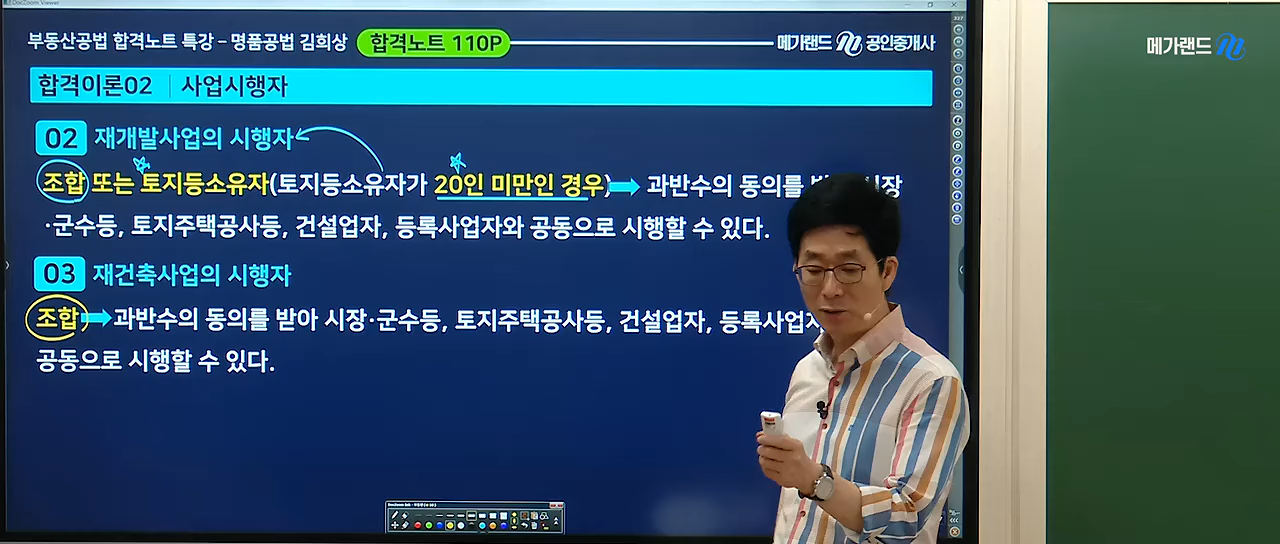 DocZoom Viewer
부동산공법 합격노트 특강 - 명품공법 김희상
합격노트 110P
메가랜드 공인중개사
메가랜드
합격이론02 사업시행자
02 재개발사업의 시행자
조합 또는 토지등소유자(토지등소유자가 20인 미만인 경우) 과반수의 동의를
·군수등, 토지주택공사등, 건설업자, 등록사업자와 공동으로 시행할 수 있다.
03 재건축사업의 시행자
조합 과반수의 동의를 받아 시장·군수등, 토지주택공사등, 건설업자,
공동으로 시행할 수 있다.